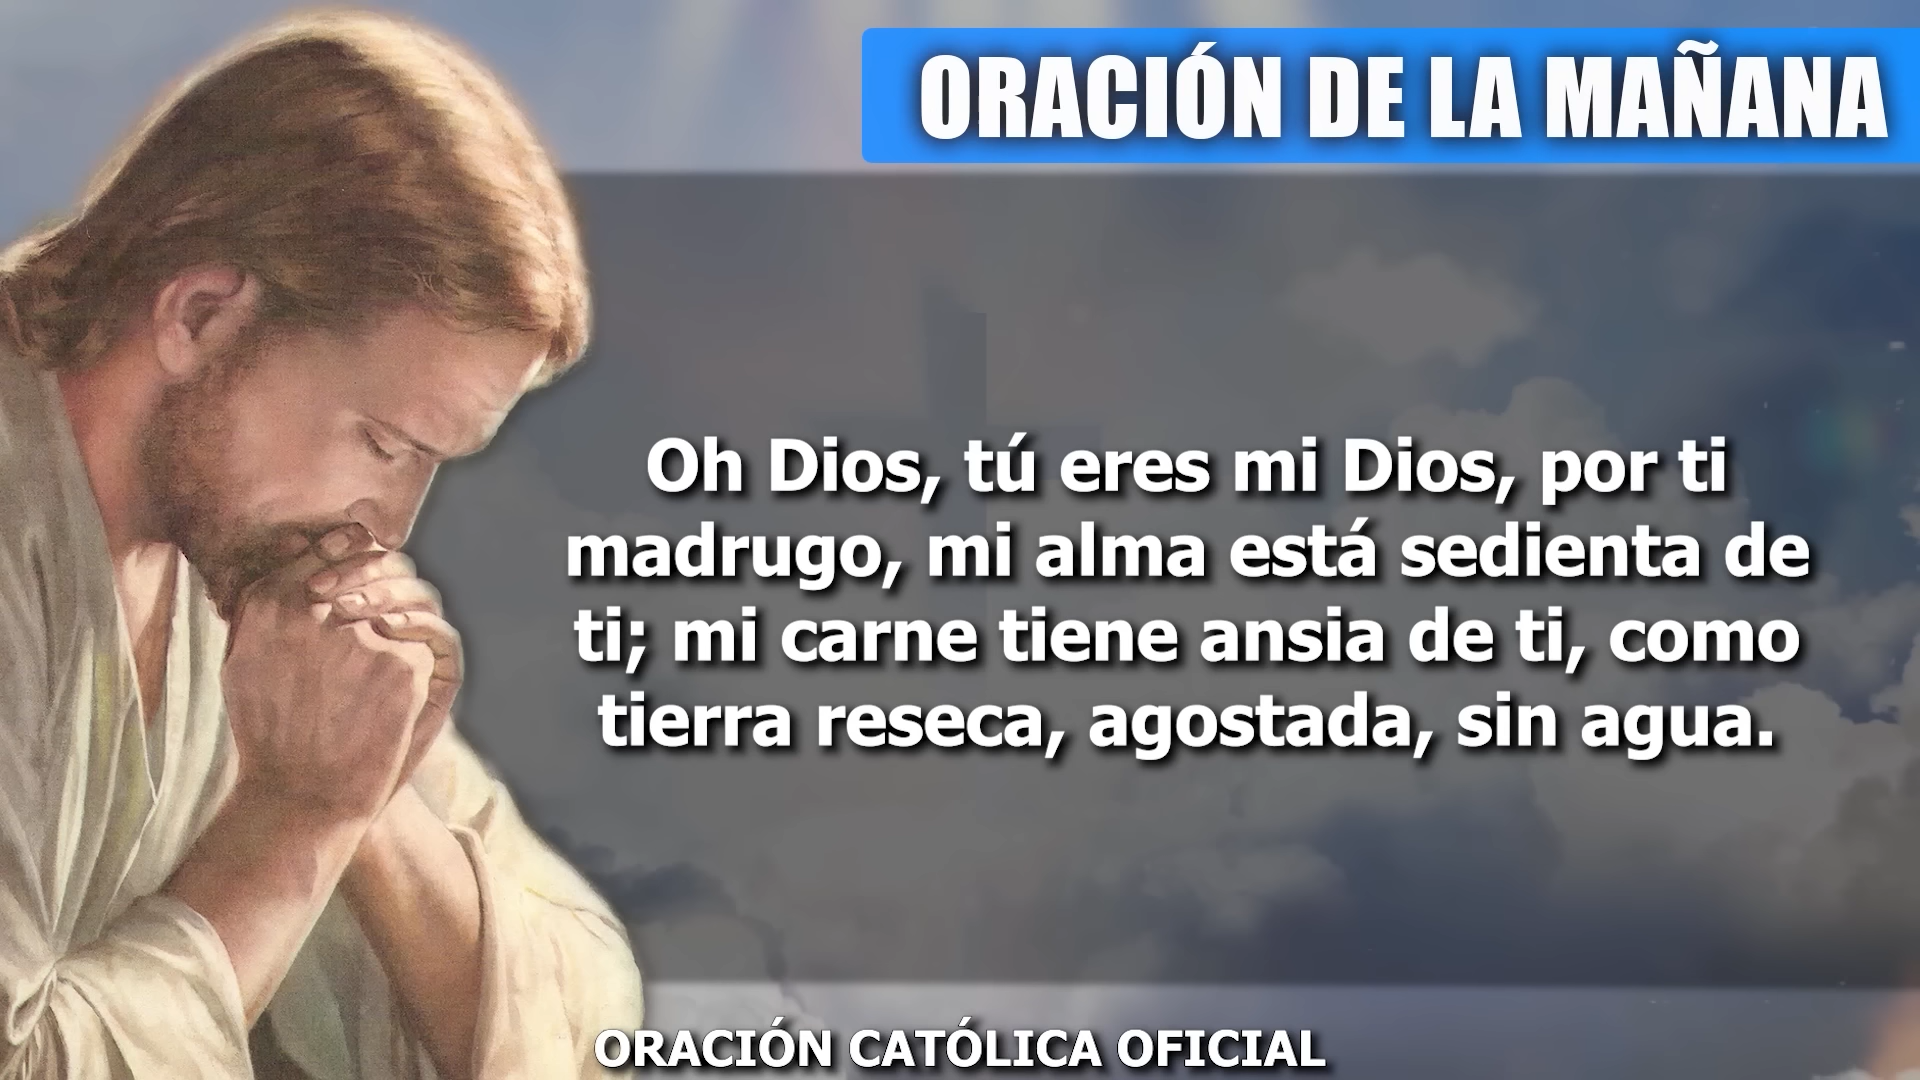 ORACIÓN DE LA MAÑANA
Oh Dios, tú eres mi Dios, por ti
madrugo, mi alma está sedienta de
ti; mi carne tiene ansia de ti, como
tierra reseca, agostada, sin agua.
ORACIÓN CATÓLICA OFICIAL